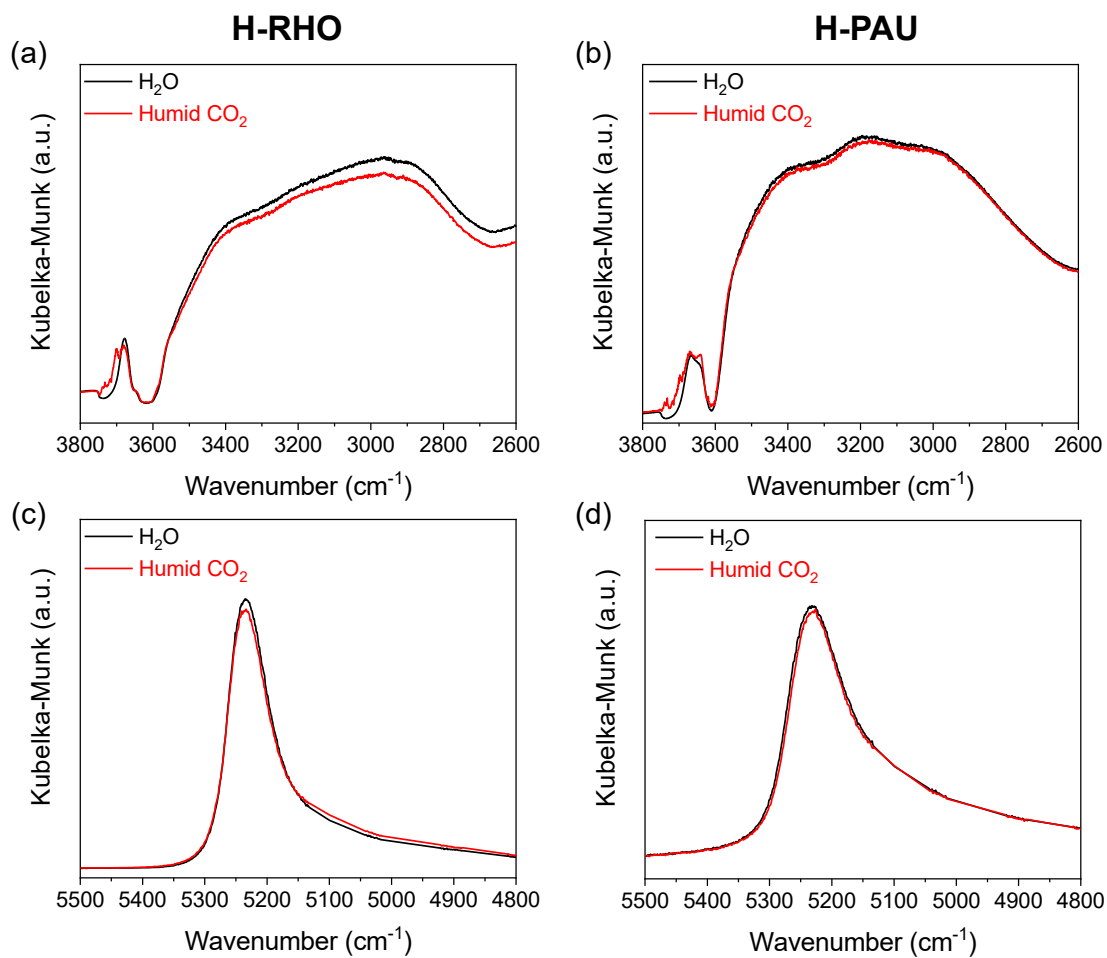 H-RHO
H-PAU
(a)
H₂O
Humid CO₂
Kubelka-Munk (a.u.)
3800 3600 3400 3200 3000 2800 2600
Wavenumber (cm⁻¹)
(b)
H₂O
Humid CO₂
Kubelka-Munk (a.u.)
3800 3600 3400 3200 3000 2800 2600
Wavenumber (cm⁻¹)
(c)
H₂O
Humid CO₂
Kubelka-Munk (a.u.)
5500 5400 5300 5200 5100 5000 4900 4800
Wavenumber (cm⁻¹)
(d)
H₂O
Humid CO₂
Kubelka-Munk (a.u.)
5500 5400 5300 5200 5100 5000 4900 4800
Wavenumber (cm⁻¹)